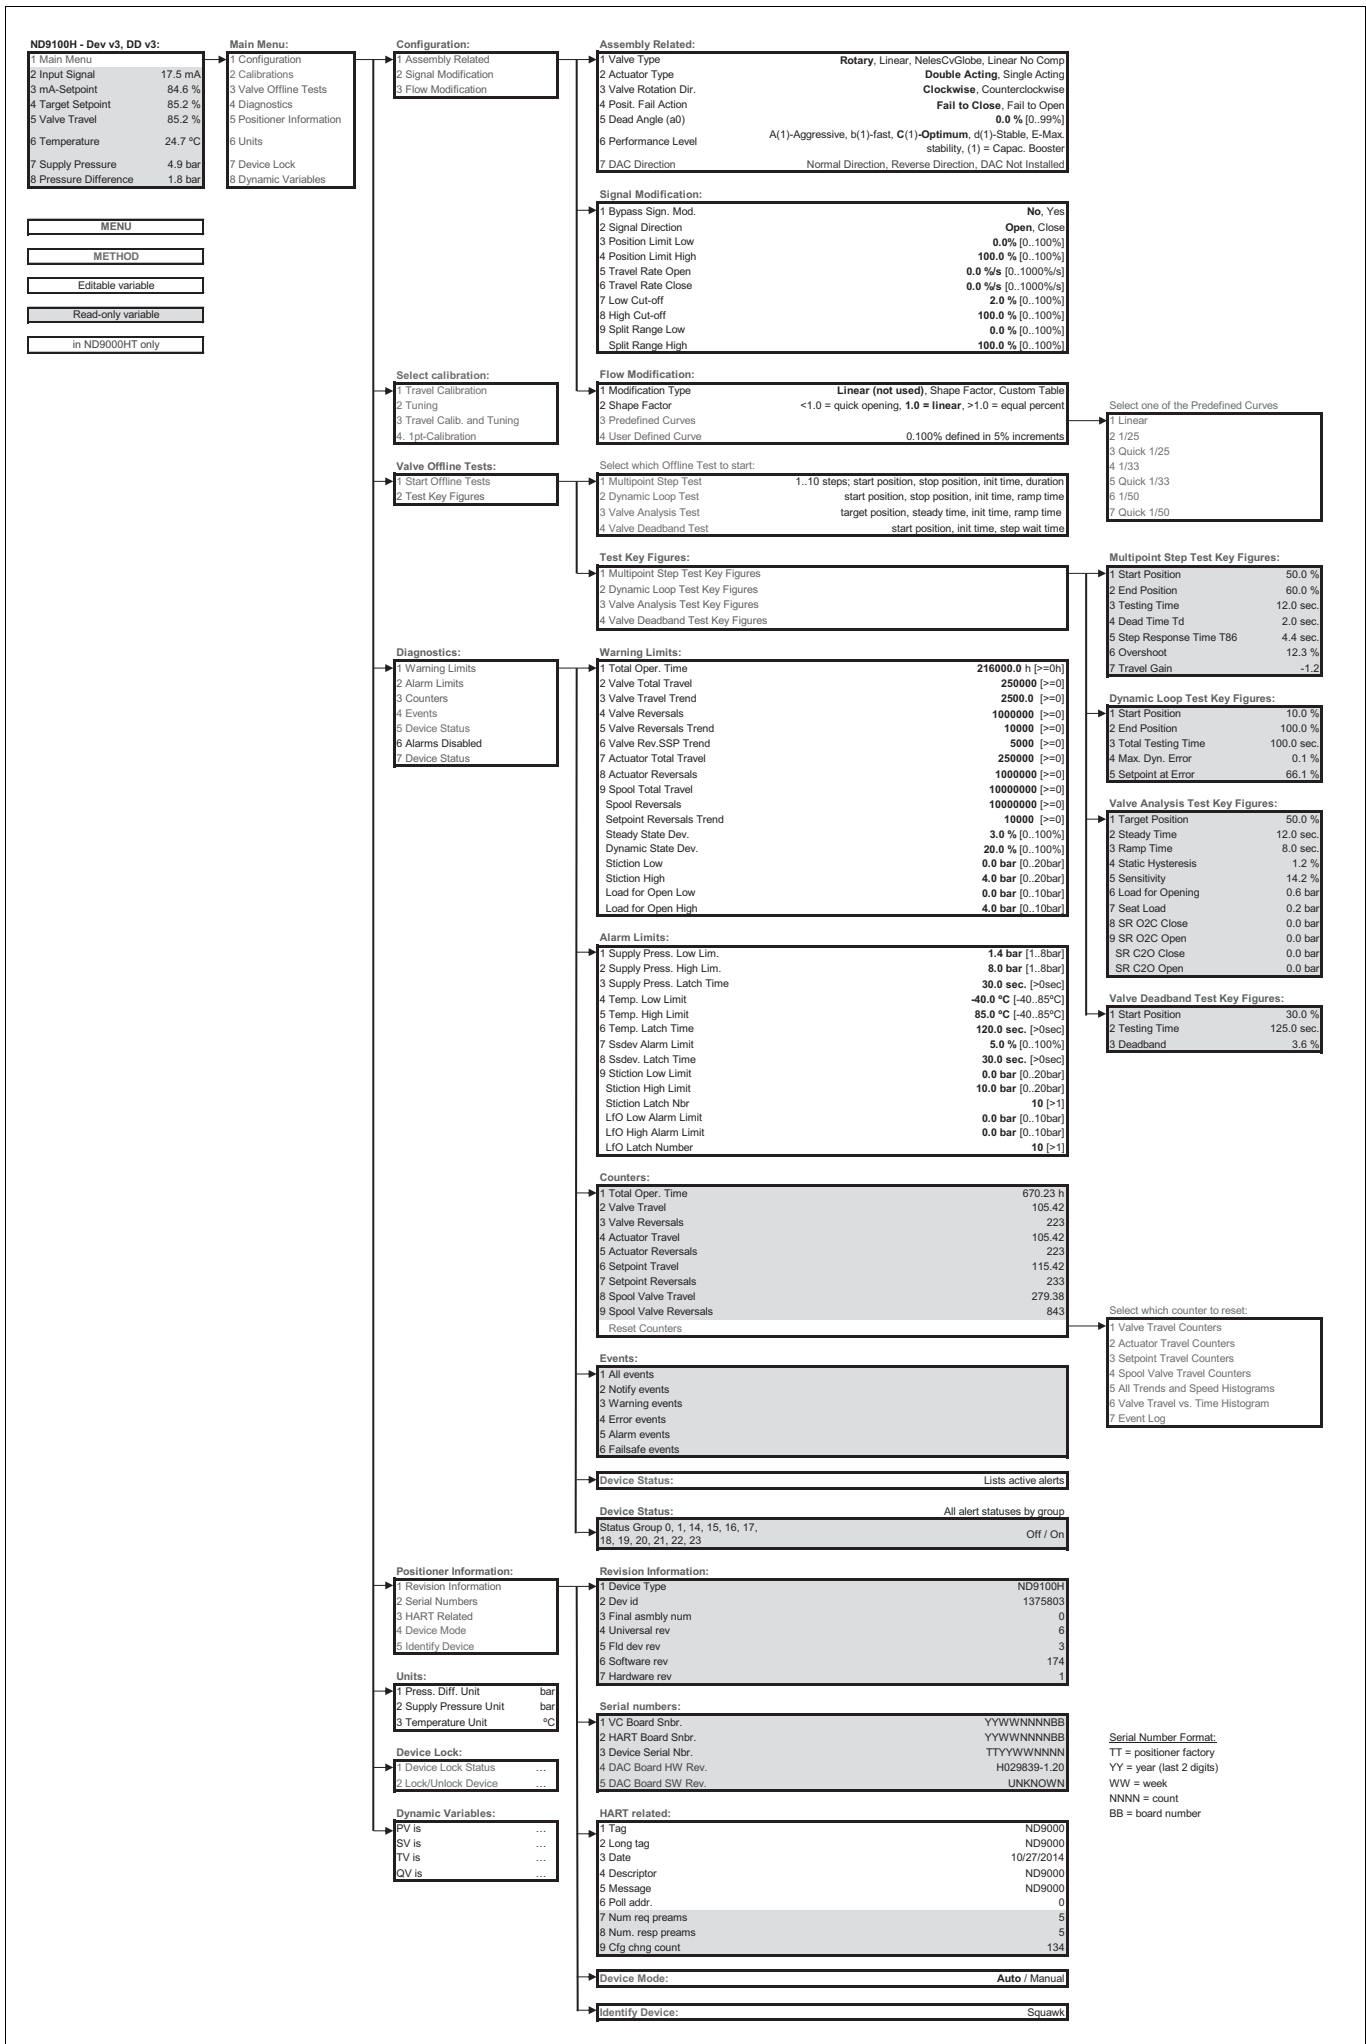 ND9100H - Dev v3, DD v3:
1 Main Menu
2 Input Signal 17.5 mA
3 mA-Setpoint 84.6 %
4 Target Setpoint 85.2 %
5 Valve Travel 85.2 %
6 Temperature 24.7 ºC
7 Supply Pressure 4.9 bar
8 Pressure Difference 1.8 bar
MENU
METHOD
Editable variable
Read-only variable
in ND9000HT only
Main Menu:
1 Configuration
2 Calibrations
3 Valve Offline Tests
4 Diagnostics
5 Positioner Information
6 Units
7 Device Lock
8 Dynamic Variables
Configuration:
1 Assembly Related
2 Signal Modification
3 Flow Modification
Assembly Related:
1 Valve Type Rotary, Linear, NelesCvGlobe, Linear No Comp
2 Actuator Type Double Acting, Single Acting
3 Valve Rotation Dir. Clockwise, Counterclockwise
4 Posit. Fail Action Fail to Close, Fail to Open
5 Dead Angle (a0) 0.0 % [0..99%]
6 Performance Level A(1)-Aggressive, b(1)-fast, C(1)-Optimum, d(1)-Stable, E-Max.
stability, (1) = Capac. Booster
7 DAC Direction Normal Direction, Reverse Direction, DAC Not Installed
Signal Modification:
1 Bypass Sign. Mod. No, Yes
2 Signal Direction Open, Close
3 Position Limit Low 0.0% [0..100%]
4 Position Limit High 100.0 % [0..100%]
5 Travel Rate Open 0.0 %/s [0..1000%/s]
6 Travel Rate Close 0.0 %/s [0..1000%/s]
7 Low Cut-off 2.0 % [0..100%]
8 High Cut-off 100.0 % [0..100%]
9 Split Range Low 0.0 % [0..100%]
Split Range High 100.0 % [0..100%]
Select calibration:
1 Travel Calibration
2 Tuning
3 Travel Calib. and Tuning
4. 1pt-Calibration
Flow Modification:
1 Modification Type Linear (not used), Shape Factor, Custom Table
2 Shape Factor <1.0 = quick opening, 1.0 = linear, >1.0 = equal percent
3 Predefined Curves
4 User Defined Curve 0.100% defined in 5% increments
Select one of the Predefined Curves
1 Linear
2 1/25
3 Quick 1/25
4 1/33
5 Quick 1/33
6 1/50
7 Quick 1/50
Valve Offline Tests:
1 Start Offline Tests
2 Test Key Figures
Select which Offline Test to start:
1 Multipoint Step Test 1..10 steps; start position, stop position, init time, duration
2 Dynamic Loop Test start position, stop position, init time, ramp time
3 Valve Analysis Test target position, steady time, init time, ramp time
4 Valve Deadband Test start position, init time, step wait time
Test Key Figures:
1 Multipoint Step Test Key Figures
2 Dynamic Loop Test Key Figures
3 Valve Analysis Test Key Figures
4 Valve Deadband Test Key Figures
Multipoint Step Test Key Figures:
1 Start Position 50.0 %
2 End Position 60.0 %
3 Testing Time 12.0 sec.
4 Dead Time Td 2.0 sec.
5 Step Response Time T86 4.4 sec.
6 Overshoot 12.3 %
7 Travel Gain -1.2
Dynamic Loop Test Key Figures:
1 Start Position 10.0 %
2 End Position 100.0 %
3 Total Testing Time 100.0 sec.
4 Max. Dyn. Error 0.1 %
5 Setpoint at Error 66.1 %
Valve Analysis Test Key Figures:
1 Target Position 50.0 %
2 Steady Time 12.0 sec.
3 Ramp Time 8.0 sec.
4 Static Hysteresis 1.2 %
5 Sensitivity 14.2 %
6 Load for Opening 0.6 bar
7 Seat Load 0.2 bar
8 SR O2C Close 0.0 bar
9 SR O2C Open 0.0 bar
SR C2O Close 0.0 bar
SR C2O Open 0.0 bar
Valve Deadband Test Key Figures:
1 Start Position 30.0 %
2 Testing Time 125.0 sec.
3 Deadband 3.6 %
Diagnostics:
1 Warning Limits
2 Alarm Limits
3 Counters
4 Events
5 Device Status
6 Alarms Disabled
7 Device Status
Warning Limits:
1 Total Oper. Time 216000.0 h [>=0h]
2 Valve Total Travel 250000 [>=0]
3 Valve Travel Trend 2500.0 [>=0]
4 Valve Reversals 1000000 [>=0]
5 Valve Reversals Trend 10000 [>=0]
6 Valve Rev.SSP Trend 5000 [>=0]
7 Actuator Total Travel 250000 [>=0]
8 Actuator Reversals 1000000 [>=0]
9 Spool Total Travel 10000000 [>=0]
Spool Reversals 10000000 [>=0]
Setpoint Reversals Trend 10000 [>=0]
Steady State Dev. 3.0 % [0..100%]
Dynamic State Dev. 20.0 % [0..100%]
Stiction Low 0.0 bar [0..20bar]
Stiction High 4.0 bar [0..20bar]
Load for Open Low 0.0 bar [0..10bar]
Load for Open High 4.0 bar [0..10bar]
Alarm Limits:
1 Supply Press. Low Lim. 1.4 bar [1..8bar]
2 Supply Press. High Lim. 8.0 bar [1..8bar]
3 Supply Press. Latch Time 30.0 sec. [>0sec]
4 Temp. Low Limit -40.0 ºC [-40..85ºC]
5 Temp. High Limit 85.0 ºC [-40..85ºC]
6 Temp. Latch Time 120.0 sec. [>0sec]
7 Ssdev Alarm Limit 5.0 % [0..100%]
8 Ssdev. Latch Time 30.0 sec. [>0sec]
9 Stiction Low Limit 0.0 bar [0..20bar]
Stiction High Limit 10.0 bar [0..20bar]
Stiction Latch Nbr 10 [>1]
LfO Low Alarm Limit 0.0 bar [0..10bar]
LfO High Alarm Limit 0.0 bar [0..10bar]
LfO Latch Number 10 [>1]
Counters:
1 Total Oper. Time 670.23 h
2 Valve Travel 105.42
3 Valve Reversals 223
4 Actuator Travel 105.42
5 Actuator Reversals 223
6 Setpoint Travel 115.42
7 Setpoint Reversals 233
8 Spool Valve Travel 279.38
9 Spool Valve Reversals 843
Reset Counters
Select which counter to reset:
1 Valve Travel Counters
2 Actuator Travel Counters
3 Setpoint Travel Counters
4 Spool Valve Travel Counters
5 All Trends and Speed Histograms
6 Valve Travel vs. Time Histogram
7 Event Log
Events:
1 All events
2 Notify events
3 Warning events
4 Error events
5 Alarm events
6 Failsafe events
Device Status: Lists active alerts
Device Status: All alert statuses by group
Status Group 0, 1, 14, 15, 16, 17,
18, 19, 20, 21, 22, 23 Off / On
Positioner Information:
1 Revision Information
2 Serial Numbers
3 HART Related
4 Device Mode
5 Identify Device
Revision Information:
1 Device Type ND9100H
2 Dev id 1375803
3 Final asmbly num 0
4 Universal rev 6
5 Fld dev rev 3
6 Software rev 174
7 Hardware rev 1
Units:
1 Press. Diff. Unit bar
2 Supply Pressure Unit bar
3 Temperature Unit ºC
Serial numbers:
1 VC Board Snbr. YYWWNNNNBB
2 HART Board Snbr. YYWWNNNNBB
3 Device Serial Nbr. TTYYWWNNNN
4 DAC Board HW Rev. H029839-1.20
5 DAC Board SW Rev. UNKNOWN
Serial Number Format:
TT = positioner factory
YY = year (last 2 digits)
WW = week
NNNN = count
BB = board number
Device Lock:
1 Device Lock Status ...
2 Lock/Unlock Device ...
Dynamic Variables:
PV is ...
SV is ...
TV is ...
QV is ...
HART related:
1 Tag ND9000
2 Long tag ND9000
3 Date 10/27/2014
4 Descriptor ND9000
5 Message ND9000
6 Poll addr. 0
7 Num req preams 5
8 Num. resp preams 5
9 Cfg chng count 134
Device Mode: Auto / Manual
Identify Device: Squawk